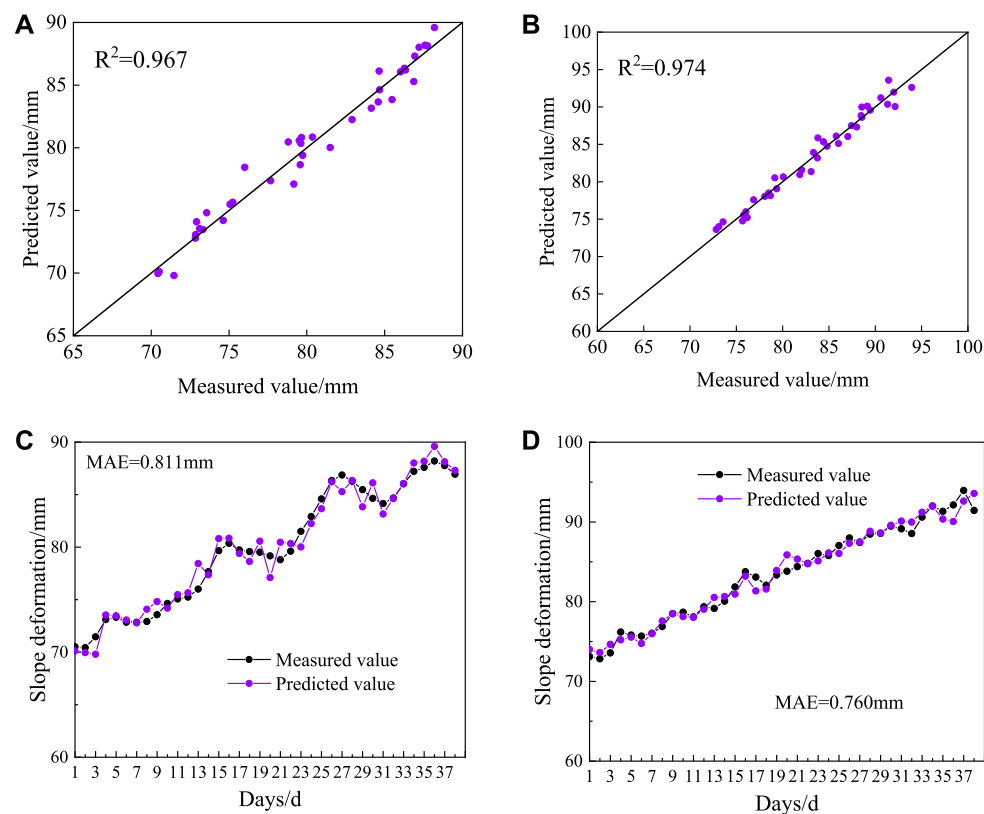 A
R²=0.967
Predicted value/mm
90
85
80
75
70
65
65 70 75 80 85 90
Measured value/mm
B
R²=0.974
Predicted value/mm
100
95
90
85
80
75
70
65
60
60 65 70 75 80 85 90 95 100
Measured value/mm
C
MAE=0.811mm
Slope deformation/mm
90
80
70
60
Measured value
Predicted value
1 3 5 7 9 11 13 15 17 19 21 23 25 27 29 31 33 35 37
Days/d
D
Slope deformation/mm
100
90
80
70
60
Measured value
Predicted value
MAE=0.760mm
1 3 5 7 9 11 13 15 17 19 21 23 25 27 29 31 33 35 37
Days/d